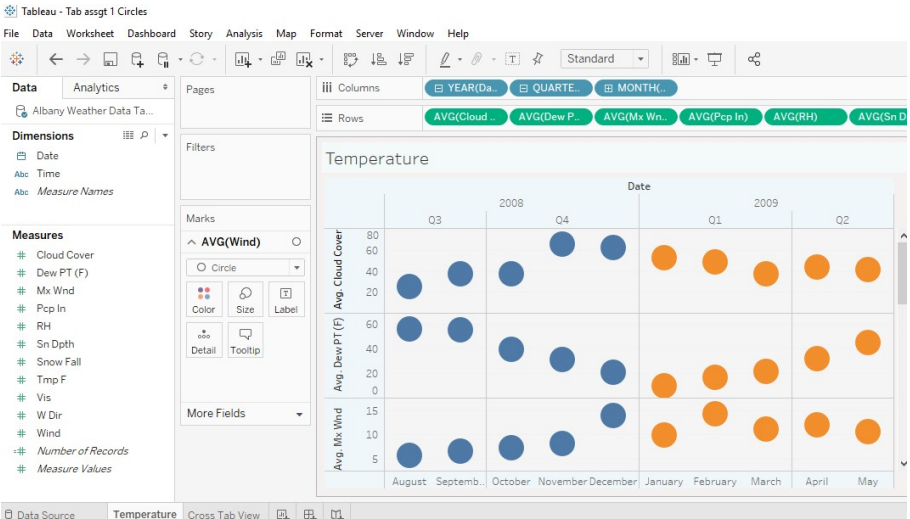 Tableau - Tab assgt 1 Circles
File Data Worksheet Dashboard Story Analysis Map Format Server Window Help
Standard
Data Analytics
Albany Weather Data Ta...
Dimensions
Date
Abc Time
Abc Measure Names
Measures
# Cloud Cover
# Dew PT (F)
# Mx Wnd
# Pcp In
# RH
# Sn Dpth
# Snow Fall
# Tmp F
# Vis
# W Dir
# Wind
=# Number of Records
# Measure Values
Pages
Filters
Marks
AVG(Wind)
Circle
Color Size Label
Detail Tooltip
More Fields
Columns YEAR(Da.. QUARTE.. MONTH(..
Rows AVG(Cloud .. AVG(Dew P.. AVG(Mx Wn.. AVG(Pcp In) AVG(RH) AVG(Sn D
Temperature
Date
2008 2009
Q3 Q4 Q1 Q2
Avg. Cloud Cover
80
60
40
20
Avg. Dew PT (F)
60
40
20
0
Avg. Mx Wnd
15
10
5
August Septemb.. October November December January February March April May
Data Source Temperature Cross Tab View